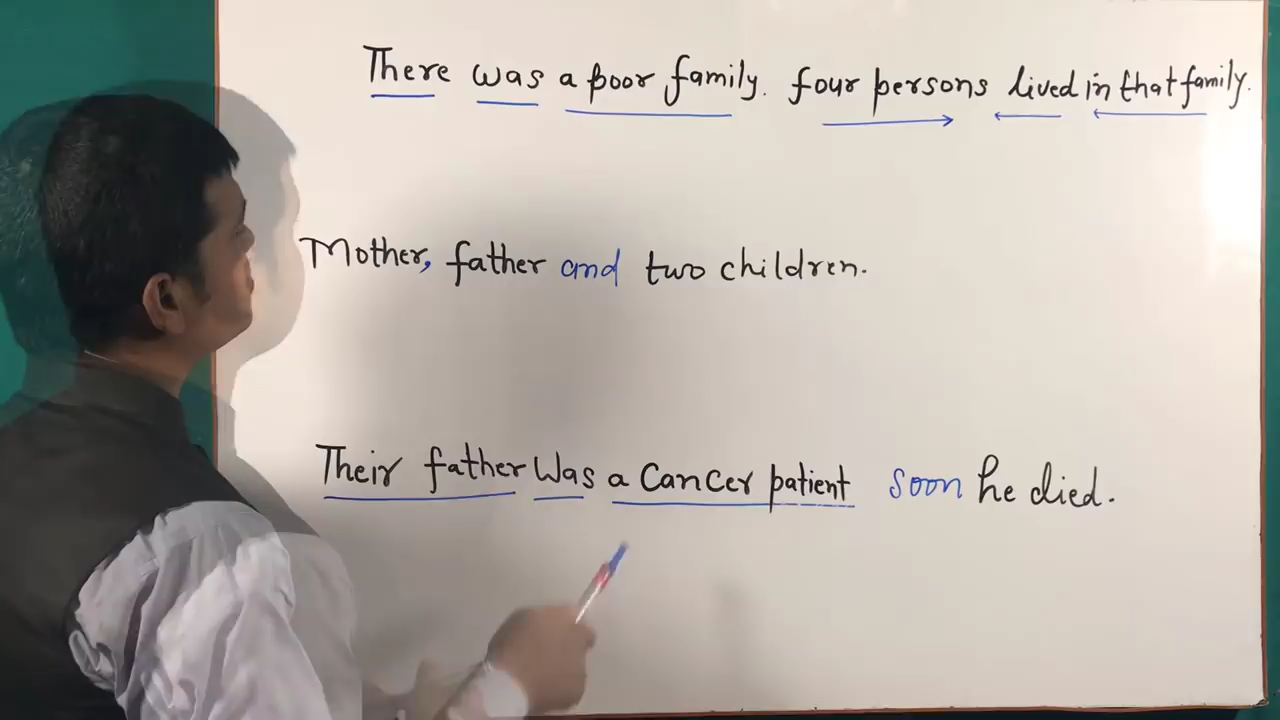 There was a poor family. four persons lived in that family.
Mother, father and two children.
Their father was a cancer patient soon he died.